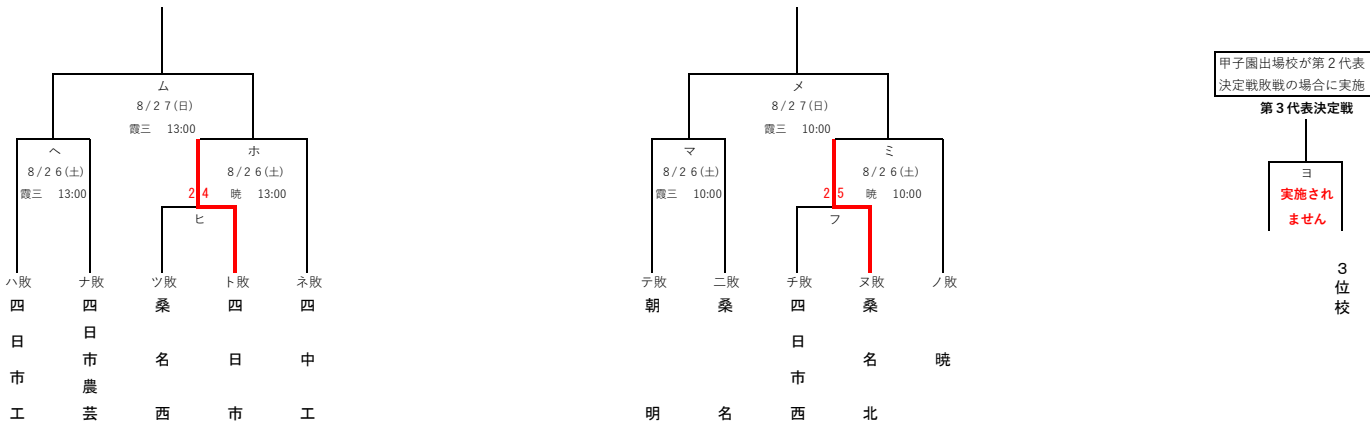 甲子園出場校が第２代表
決定戦敗戦の場合に実施
第３代表決定戦
ム
8/２７(日)
霞三 13:00
メ
8/２７(日)
霞三 10:00
ヘ
8/２６(土)
霞三 13:00
ホ
8/２６(土)
暁 13:00
2 4
ヒ
マ
8/２６(土)
霞三 10:00
ミ
8/２６(土)
暁 10:00
2 5
フ
ヨ
実施され
ません
ハ敗
ナ敗
ツ敗
ト敗
ネ敗
テ敗
二敗
チ敗
ヌ敗
ノ敗
四日市工
四日市農芸
桑名西
四日市
四中工
朝明
桑名
四日市西
桑名北
暁
３位校